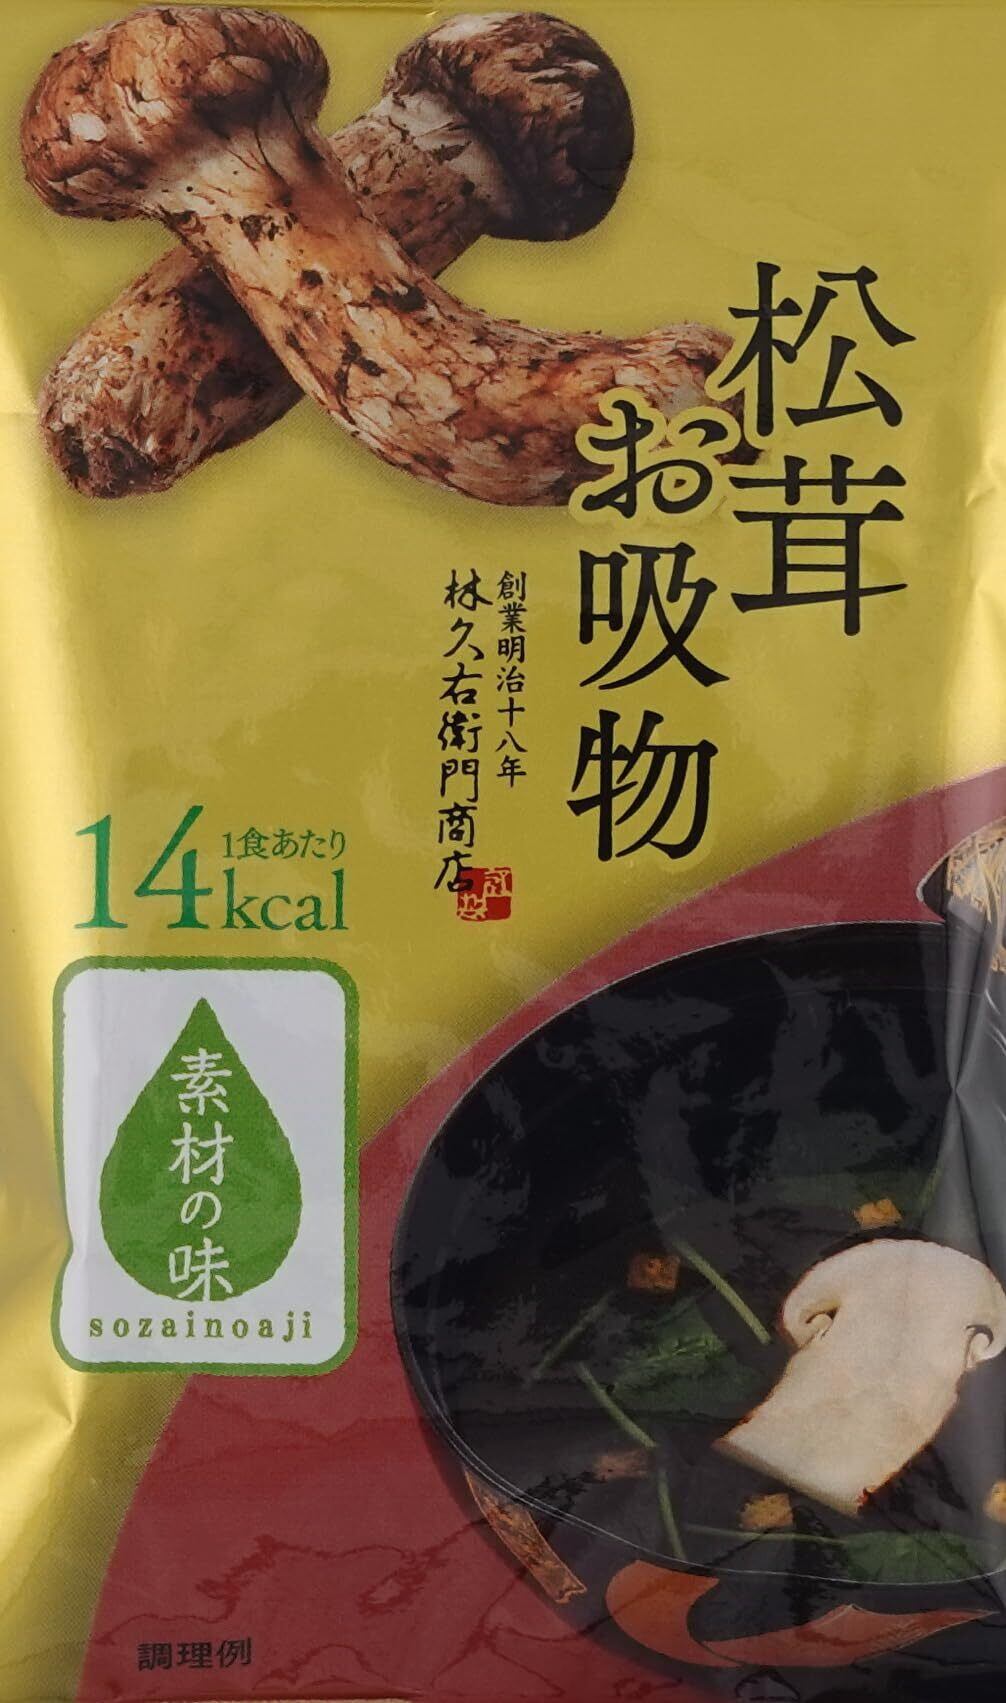 松茸
お吸物
創業明治十八年
林久右衛門商店
1食あたり
14kcal
素材の味
sozainoaji
調理例